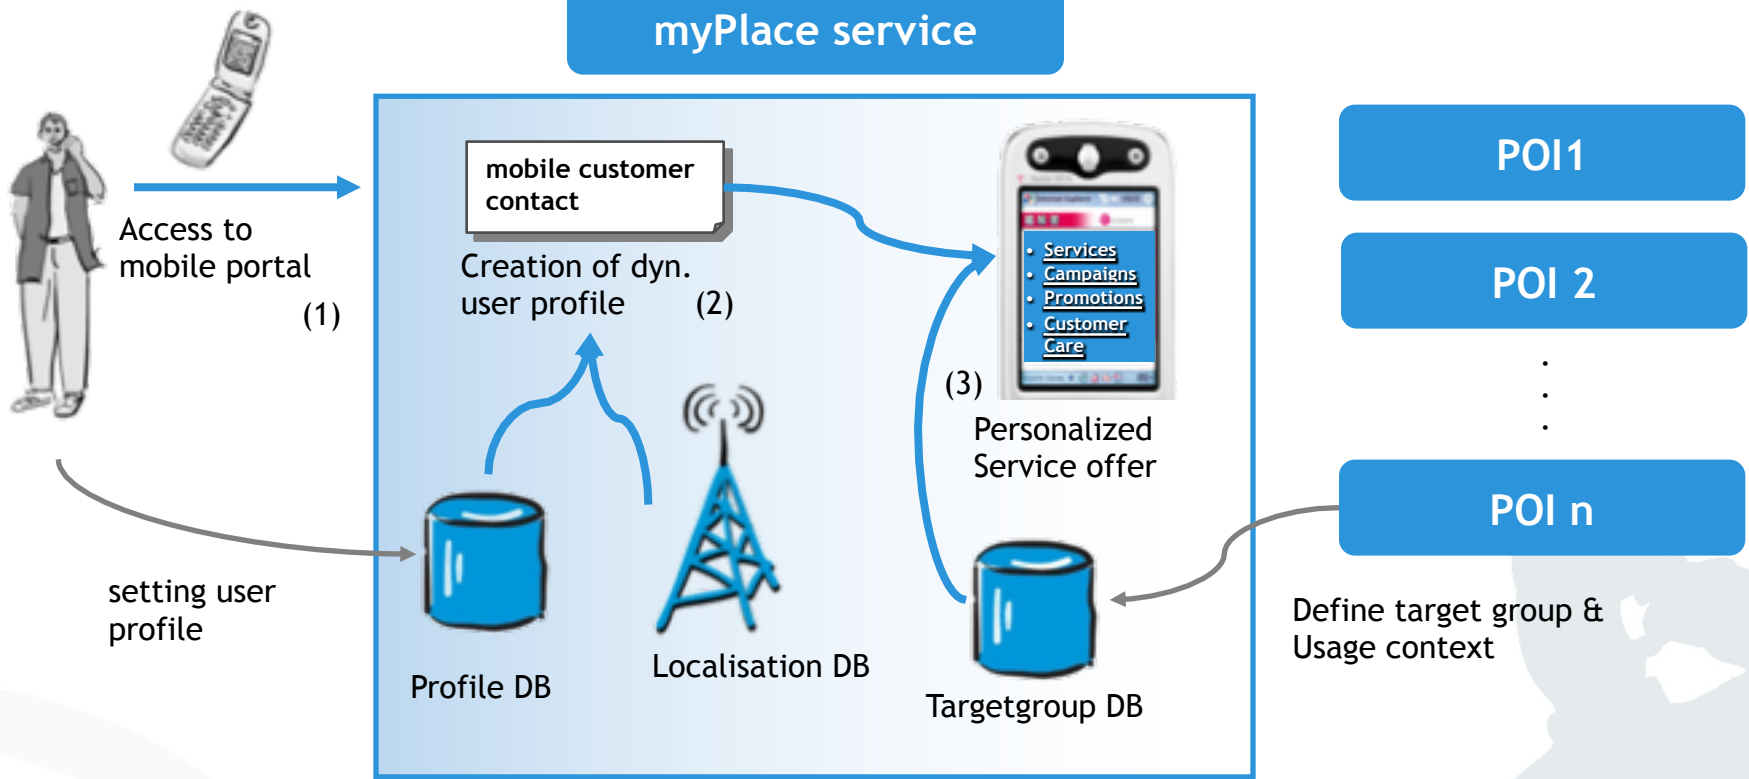 myPlace service
Access to
mobile portal
(1)
mobile customer
contact
Creation of dyn.
user profile
(2)
Services
Campaigns
Promotions
Customer
Care
(3)
Personalized
Service offer
POI1
POI 2
.
.
.
POI n
setting user
profile
Profile DB
Localisation DB
Targetgroup DB
Define target group &
Usage context